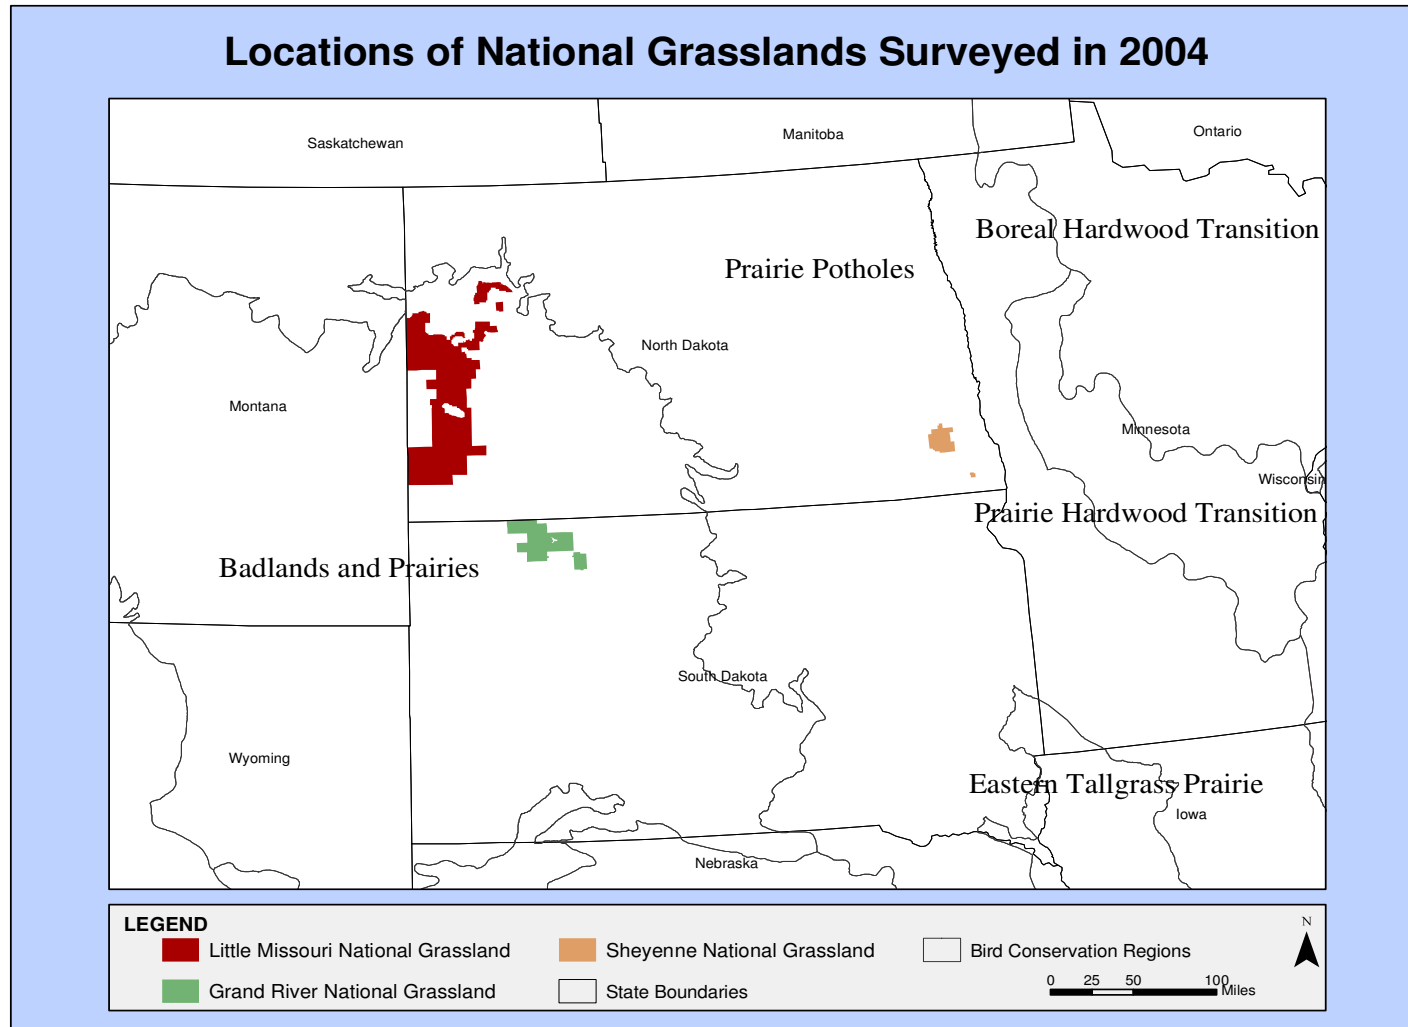 Locations of National Grasslands Surveyed in 2004
Saskatchewan
Manitoba
Ontario
Boreal Hardwood Transition
Prairie Potholes
North Dakota
Montana
Minnesota
Wisconsin
Prairie Hardwood Transition
Badlands and Prairies
South Dakota
Wyoming
Eastern Tallgrass Prairie
Iowa
Nebraska
LEGEND
Little Missouri National Grassland
Sheyenne National Grassland
Bird Conservation Regions
Grand River National Grassland
State Boundaries
N
0 25 50 100
Miles